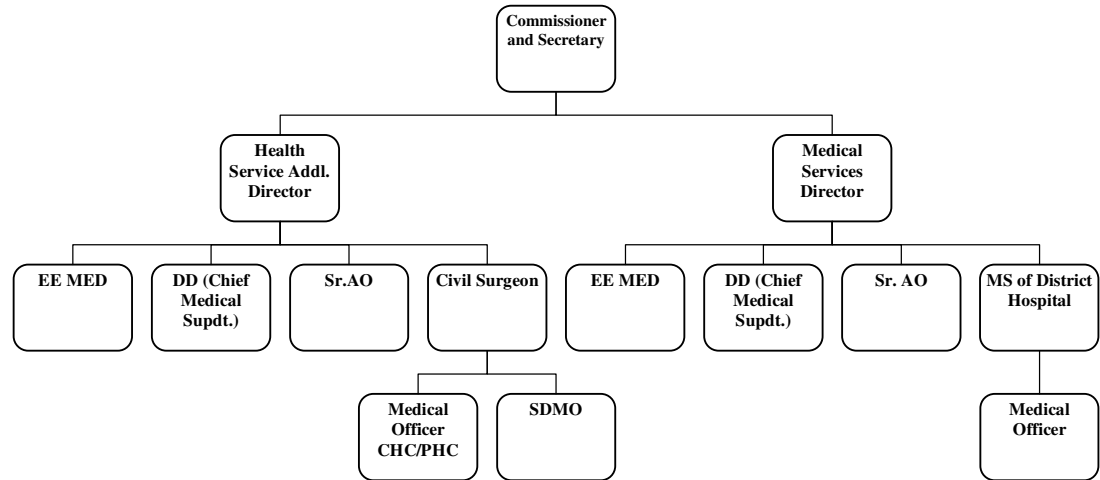 Commissioner
and Secretary
Health
Service Addl.
Director
Medical
Services
Director
EE MED
DD (Chief
Medical
Supdt.)
Sr.AO
Civil Surgeon
EE MED
DD (Chief
Medical
Supdt.)
Sr. AO
MS of District
Hospital
Medical
Officer
CHC/PHC
SDMO
Medical
Officer